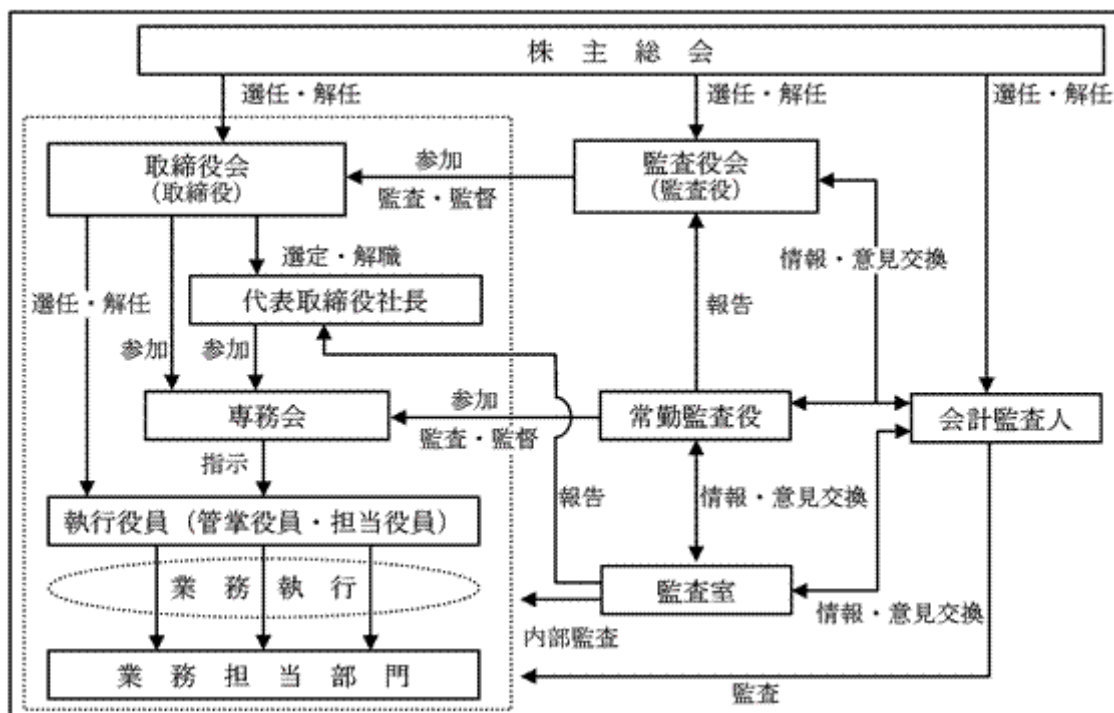 株主総会
選任・解任
選任・解任
選任・解任
取締役会
(取締役)
参加
監査・監督
監査役会
(監査役)
選定・解職
情報・意見交換
選任・解任
代表取締役社長
報告
参加
参加
専務会
参加
監査・監督
常勤監査役
会計監査人
指示
報告
情報・意見交換
執行役員（管掌役員・担当役員）
業務執行
監査室
情報・意見交換
内部監査
業務担当部門
監査